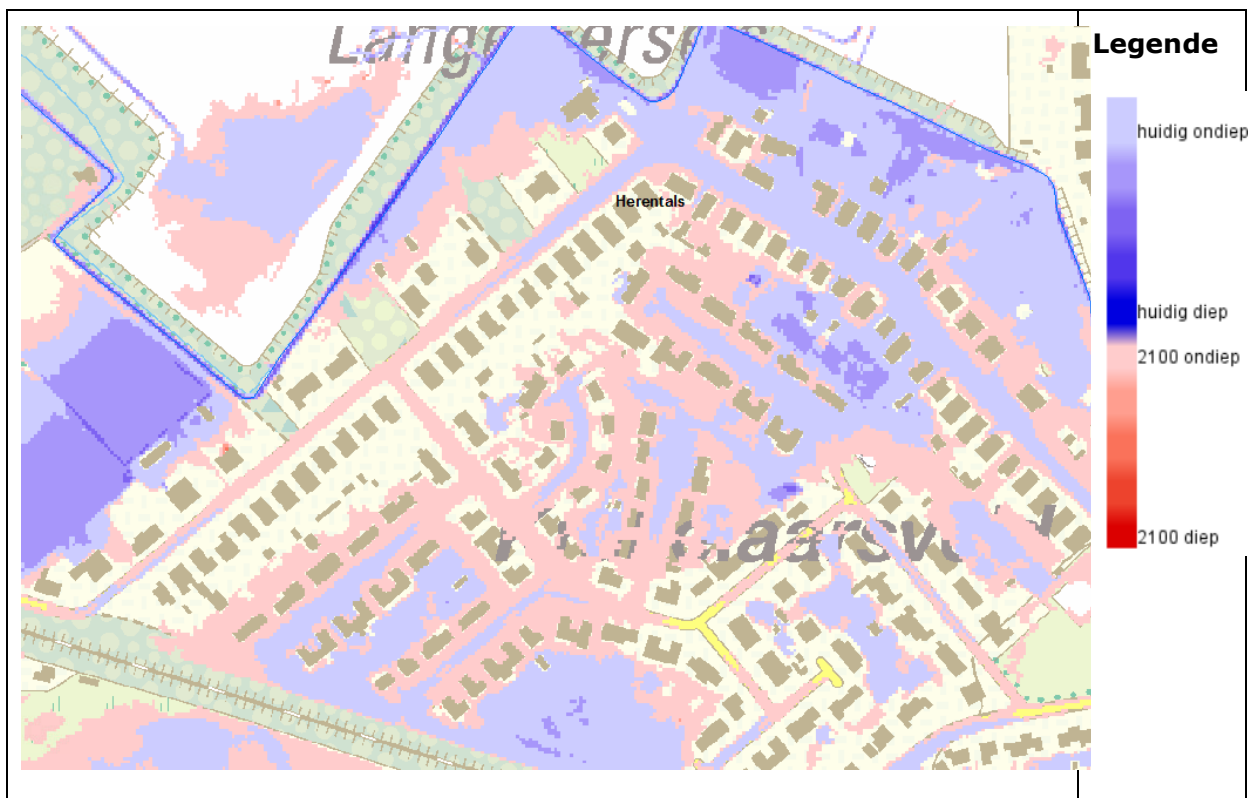 Legende
huidig ondiep
Herentals
huidig diep
2100 ondiep
2100 diep